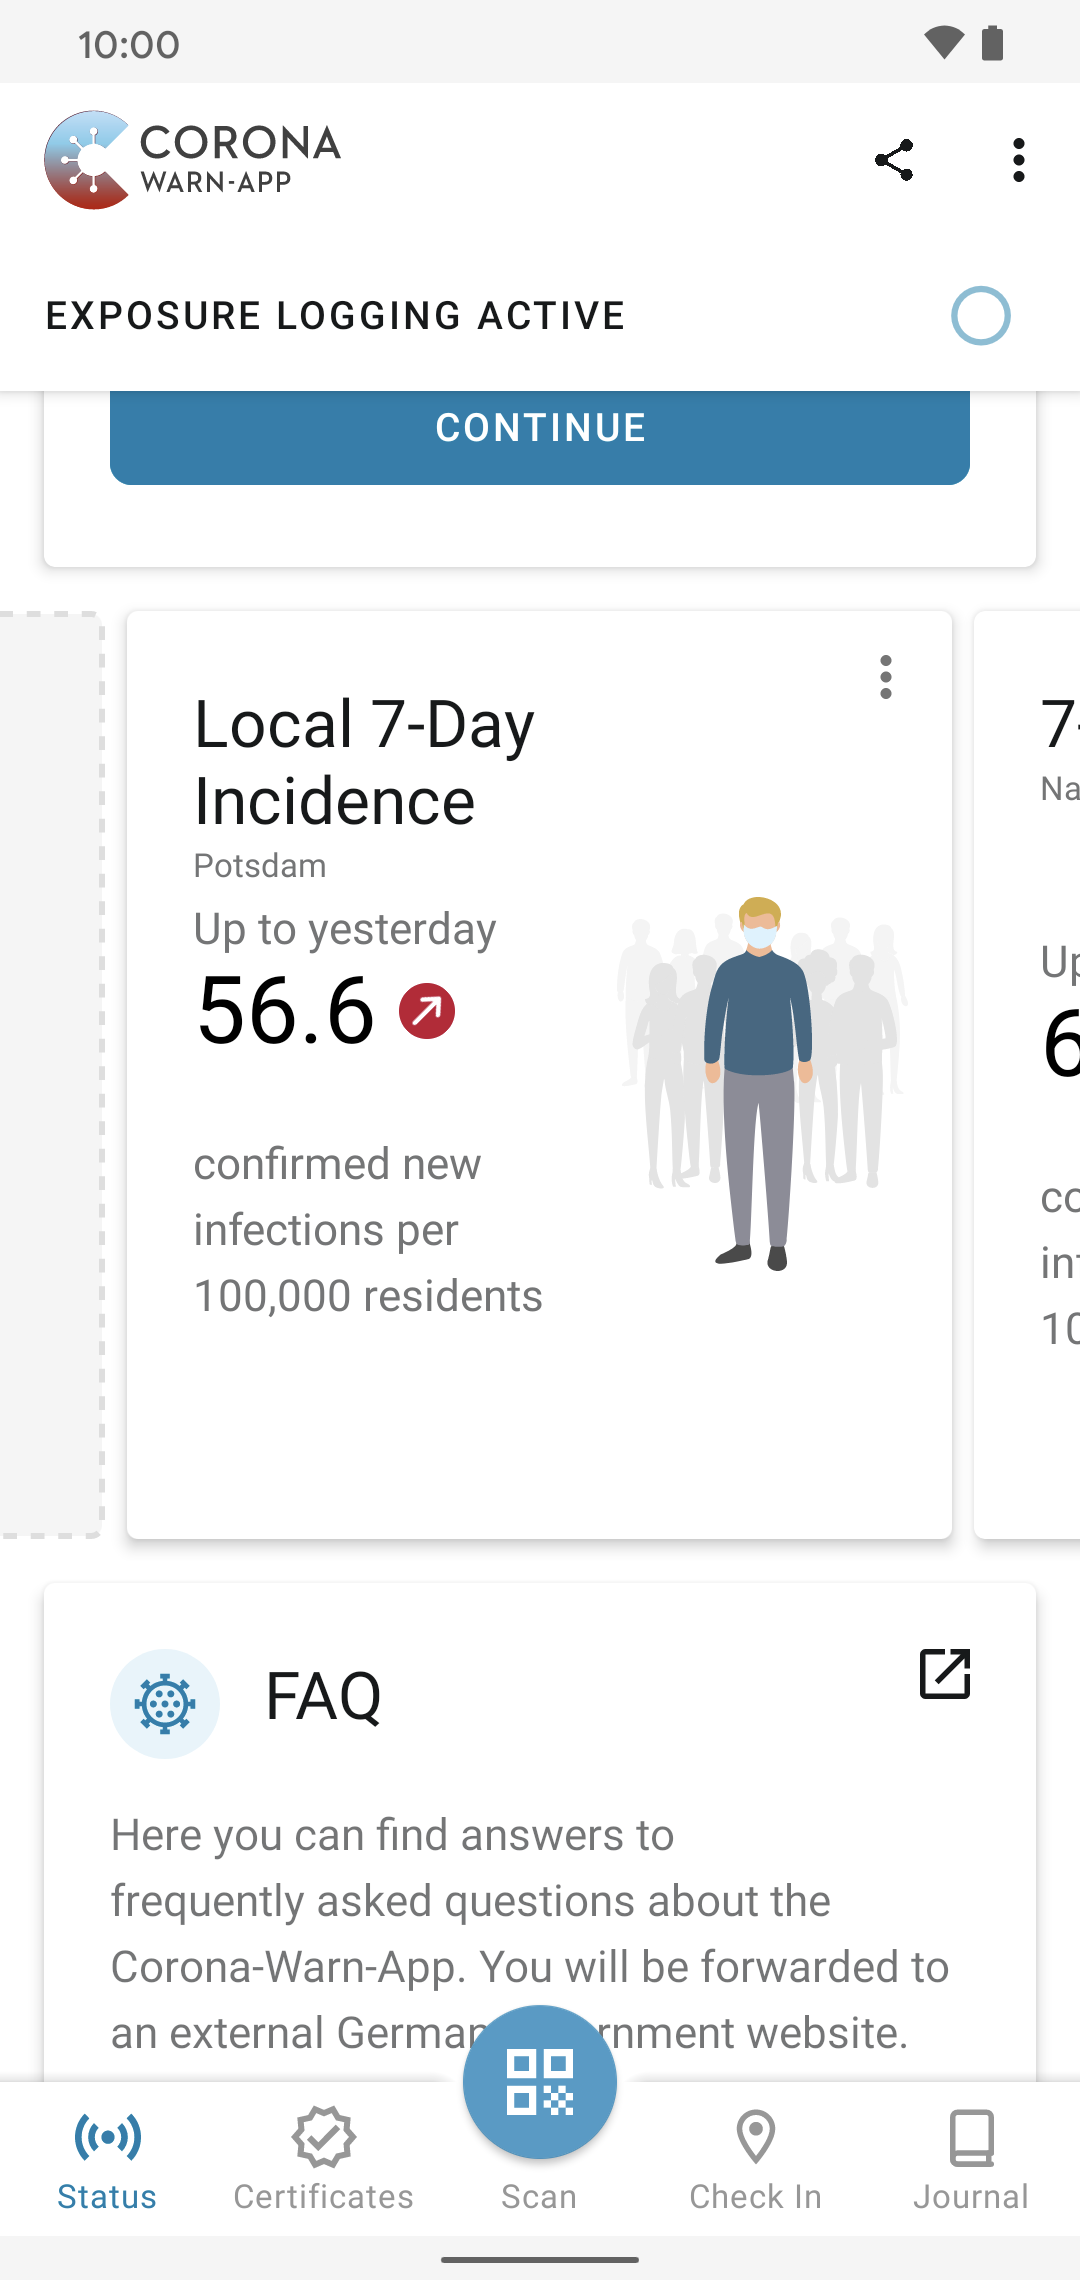 10:00
CORONA
WARN-APP
EXPOSURE LOGGING ACTIVE
CONTINUE
Local 7-Day
Incidence
Potsdam
Up to yesterday
56.6
confirmed new
infections per
100,000 residents
7-
Na
Up
6
co
10
FAQ
Here you can find answers to
frequently asked questions about the
Corona-Warn-App. You will be forwarded to
an external German rnment website.
Status
Certificates
Scan
Check In
Journal